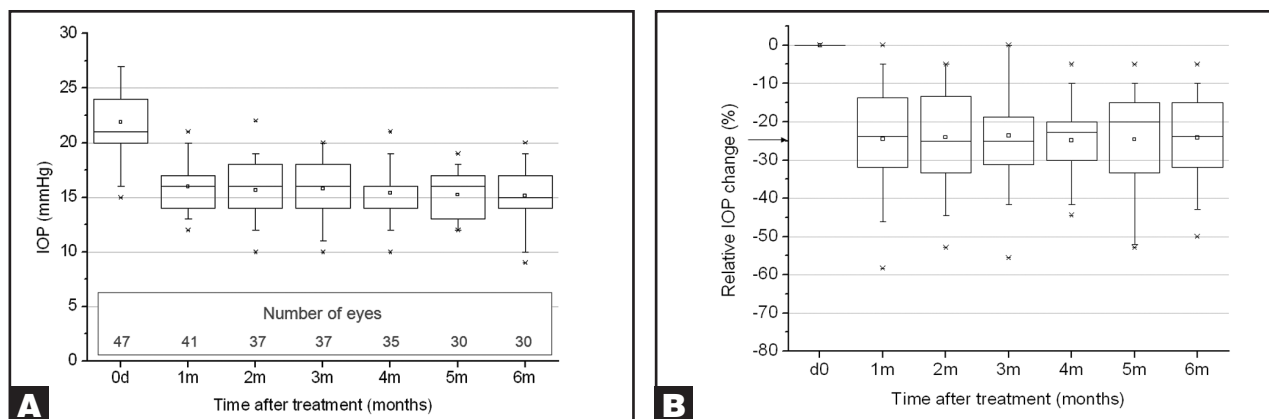 30
25
20
15
10
5
0
IOP (mmHg)
Number of eyes
47 41 37 37 35 30 30
0d 1m 2m 3m 4m 5m 6m
Time after treatment (months)
A
0
-10
-20
-30
-40
-50
-60
-70
-80
Relative IOP change (%)
d0 1m 2m 3m 4m 5m 6m
Time after treatment (months)
B